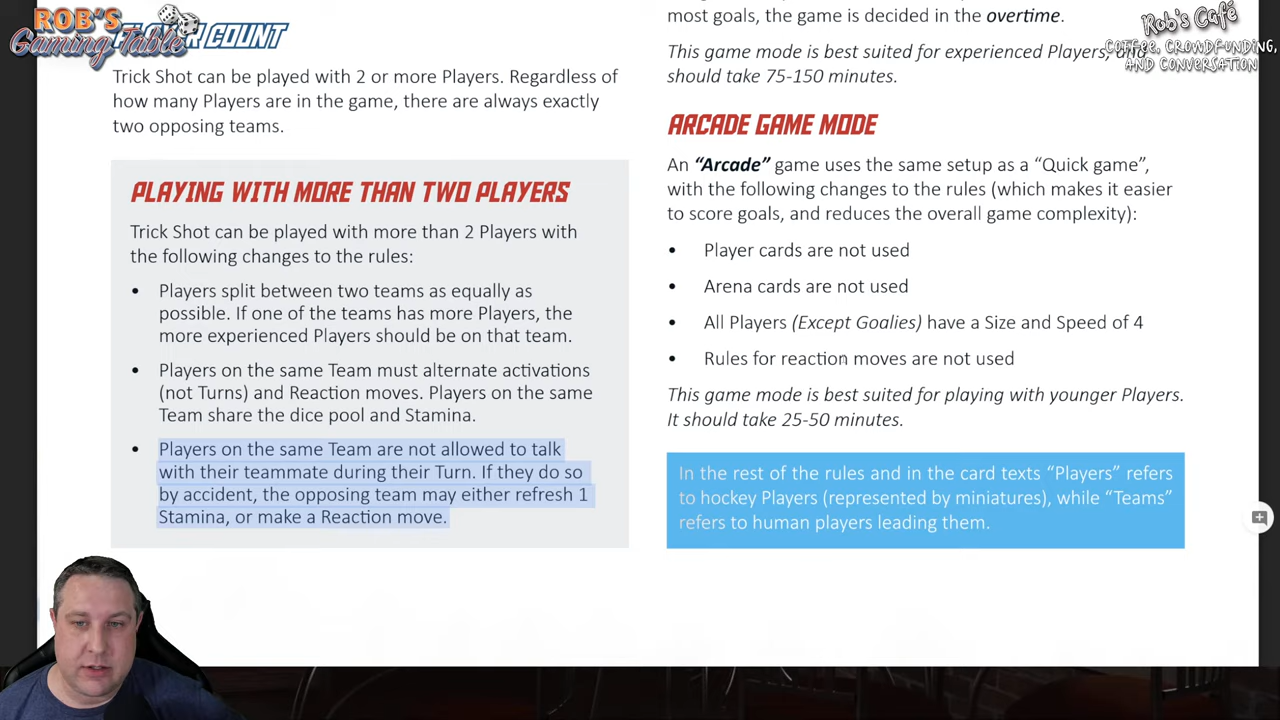 ROB'S
Gaming Table
PLAYER COUNT
Trick Shot can be played with 2 or more Players. Regardless of
how many Players are in the game, there are always exactly
two opposing teams.
PLAYING WITH MORE THAN TWO PLAYERS
Trick Shot can be played with more than 2 Players with
the following changes to the rules:
• Players split between two teams as equally as
possible. If one of the teams has more Players, the
more experienced Players should be on that team.
• Players on the same Team must alternate activations
(not Turns) and Reaction moves. Players on the same
Team share the dice pool and Stamina.
• Players on the same Team are not allowed to talk
with their teammate during their Turn. If they do so
by accident, the opposing team may either refresh 1
Stamina, or make a Reaction move.
most goals, the game is decided in the overtime.
This game mode is best suited for experienced Players, and
should take 75-150 minutes.
Rob's Café
COFFEE, CROWDFUNDING,
AND CONVERSATION
ARCADE GAME MODE
An “Arcade” game uses the same setup as a “Quick game”,
with the following changes to the rules (which makes it easier
to score goals, and reduces the overall game complexity):
• Player cards are not used
• Arena cards are not used
• All Players (Except Goalies) have a Size and Speed of 4
• Rules for reaction moves are not used
This game mode is best suited for playing with younger Players.
It should take 25-50 minutes.
In the rest of the rules and in the card texts “Players” refers
to hockey Players (represented by miniatures), while “Teams”
refers to human players leading them.